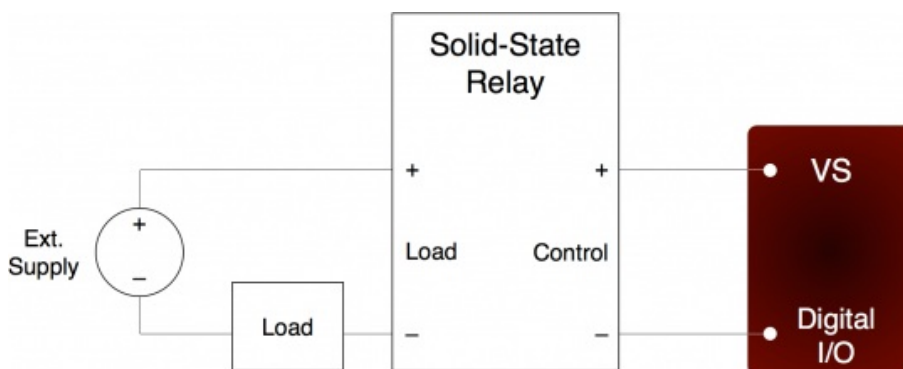 Solid-State
Relay
+
+
VS
+
Ext.
Supply
Load
Control
–
Load
–
–
Digital
I/O